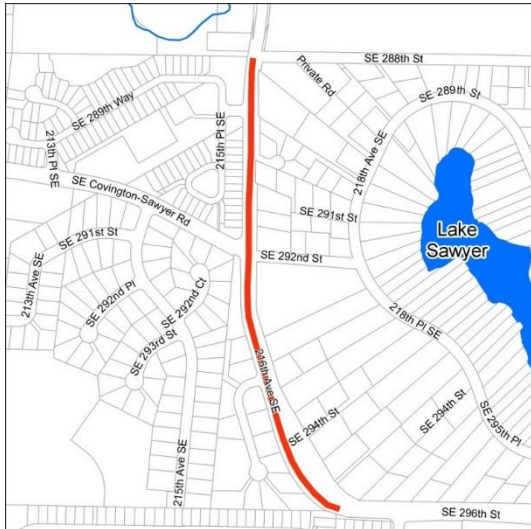 SE 288th St
Private Rd
SE 289th St
SE 289th Way
215th Pl SE
213th Pl SE
218th Ave SE
SE Covington-Sawyer Rd
SE 291st St
SE 291st St
Lake
Sawyer
213th Ave SE
SE 292nd St
SE 292nd Pl
SE 292nd Ct
SE 293rd St
218th Pl SE
216th Ave SE
SE 294th St
SE 294th St
SE 295th Pl
215th Ave SE
SE 296th St